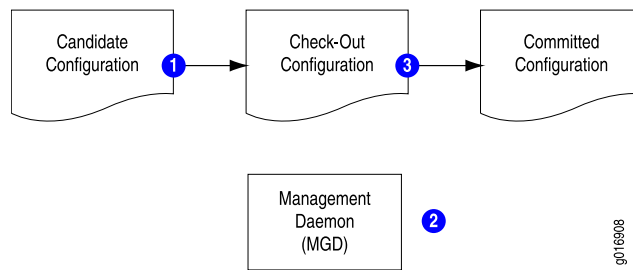 Candidate
Configuration
1
Check-Out
Configuration
3
Committed
Configuration
Management
Daemon
(MGD)
2
g016908